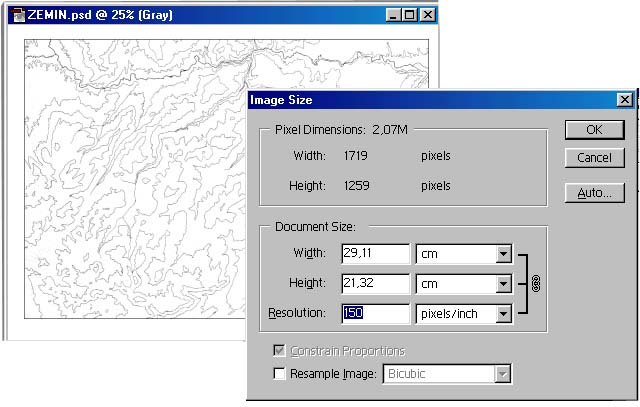 ZEMIN.psd @ 25% (Gray)
Image Size
Pixel Dimensions: 2,07M
Width: 1719 pixels
Height: 1259 pixels
OK
Cancel
Auto...
Document Size:
Width: 29,11 cm
Height: 21,32 cm
Resolution: 150 pixels/inch
Constrain Proportions
Resample Image: Bicubic